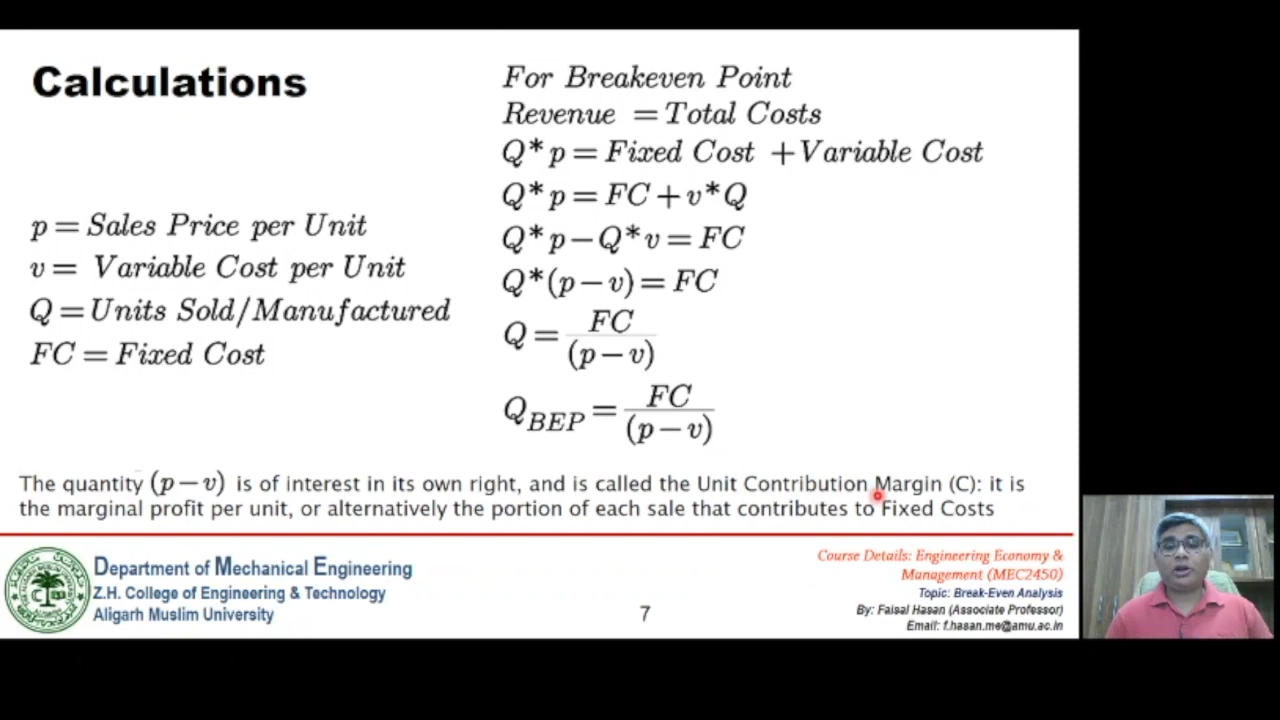 Calculations
p = Sales Price per Unit
v = Variable Cost per Unit
Q = Units Sold/Manufactured
FC = Fixed Cost
For Breakeven Point
Revenue = Total Costs
Q*p = Fixed Cost + Variable Cost
Q*p = FC + v*Q
Q*p − Q*v = FC
Q*(p − v) = FC
Q = FC/(p − v)
Q_BEP = FC/(p − v)
The quantity (p − v) is of interest in its own right, and is called the Unit Contribution Margin (C): it is
the marginal profit per unit, or alternatively the portion of each sale that contributes to Fixed Costs
Department of Mechanical Engineering
Z.H. College of Engineering & Technology
Aligarh Muslim University
7
Course Details: Engineering Economy &
Management (MEC2450)
Topic: Break-Even Analysis
By: Faisal Hasan (Associate Professor)
Email: f.hasan.me@amu.ac.in